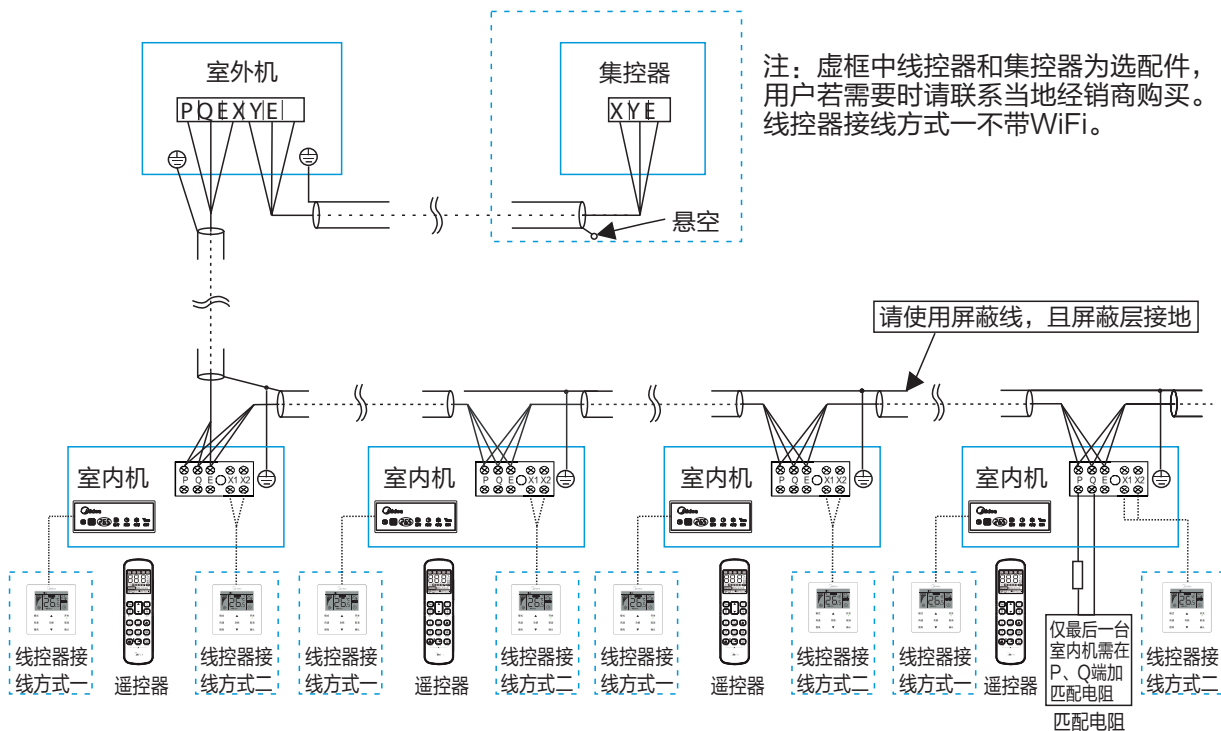 室外机
PQEXYE
集控器
XYE
注：虚框中线控器和集控器为选配件，
用户若需要时请联系当地经销商购买。
线控器接线方式一不带WiFi。
悬空
请使用屏蔽线，且屏蔽层接地
室内机
P Q E X1 X2
Midea
室内机
P Q E X1 X2
Midea
室内机
P Q E X1 X2
Midea
室内机
P Q E X1 X2
Midea
线控器接
线方式一
遥控器
线控器接
线方式二
线控器接
线方式一
遥控器
线控器接
线方式二
线控器接
线方式一
遥控器
线控器接
线方式二
线控器接
线方式一
遥控器
仅最后一台
室内机需在
P、Q端加
匹配电阻
匹配电阻
线控器接
线方式二